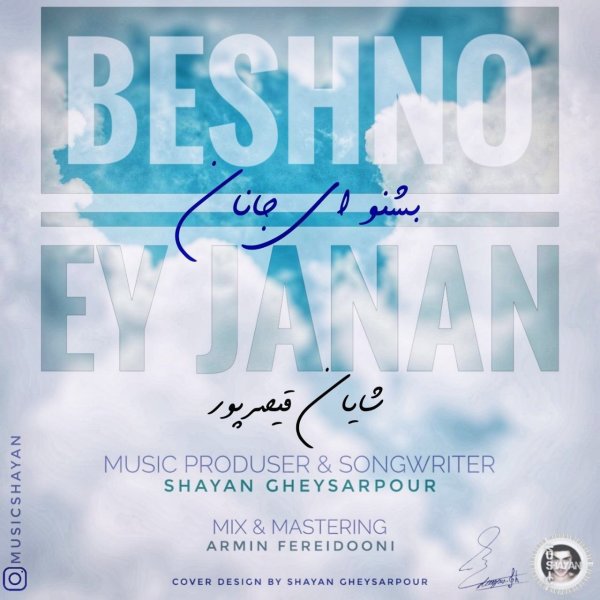 BESHNO
بشنو ای جانان
EY JANAN
شایان قیصرپور
MUSIC PRODUSER & SONGWRITER
SHAYAN GHEYSARPOUR
MIX & MASTERING
ARMIN FEREIDOONI
COVER DESIGN BY SHAYAN GHEYSARPOUR
MUSICSHAYAN
SHAYAN